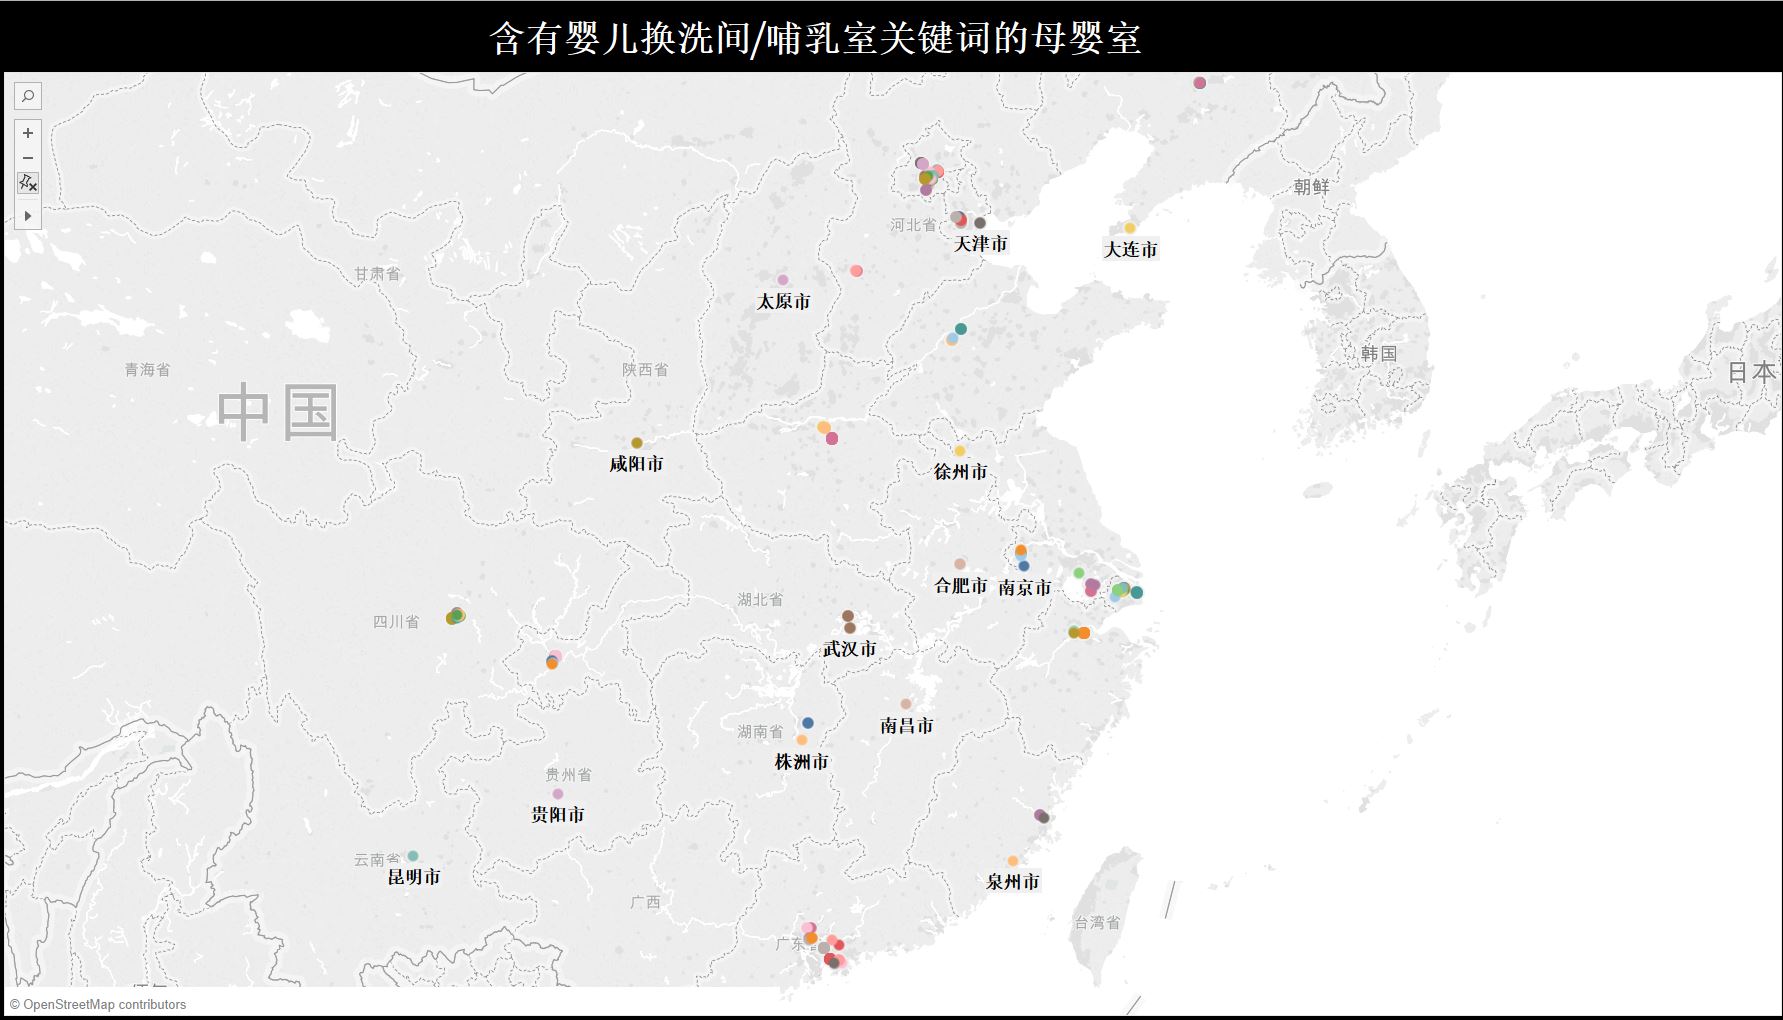 含有婴儿换洗间/哺乳室关键词的母婴室
朝鲜
河北省
天津市
大连市
甘肃省
太原市
韩国
青海省
陕西省
日本
中国
咸阳市
徐州市
合肥市
南京市
湖北省
四川省
武汉市
南昌市
湖南省
株洲市
贵州省
贵阳市
云南省
昆明市
泉州市
广西
台湾省
广东
© OpenStreetMap contributors